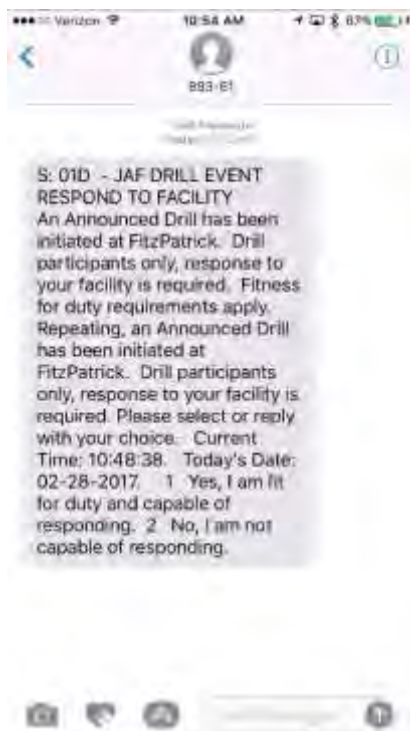 Verizon 10:54 AM 87%
893-61
S: 01D - JAF DRILL EVENT
RESPOND TO FACILITY
An Announced Drill has been
initiated at FitzPatrick. Drill
participants only, response to
your facility is required. Fitness
for duty requirements apply.
Repeating, an Announced Drill
has been initiated at
FitzPatrick. Drill participants
only, response to your facility is
required. Please select or reply
with your choice. Current
Time: 10:48:38. Today's Date:
02-28-2017. 1 Yes, I am fit
for duty and capable of
responding. 2 No, I am not
capable of responding.